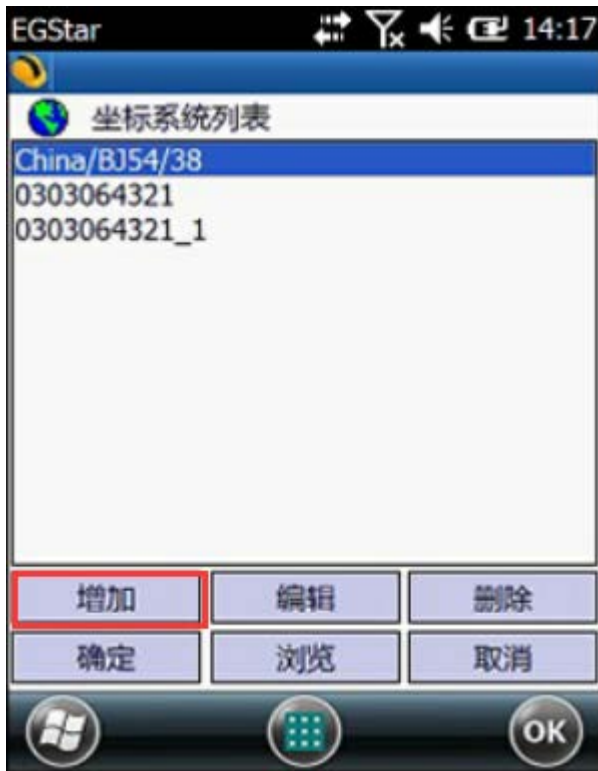 EGStar 14:17
坐标系统列表
China/BJ54/38
0303064321
0303064321_1
增加 编辑 删除
确定 浏览 取消
OK